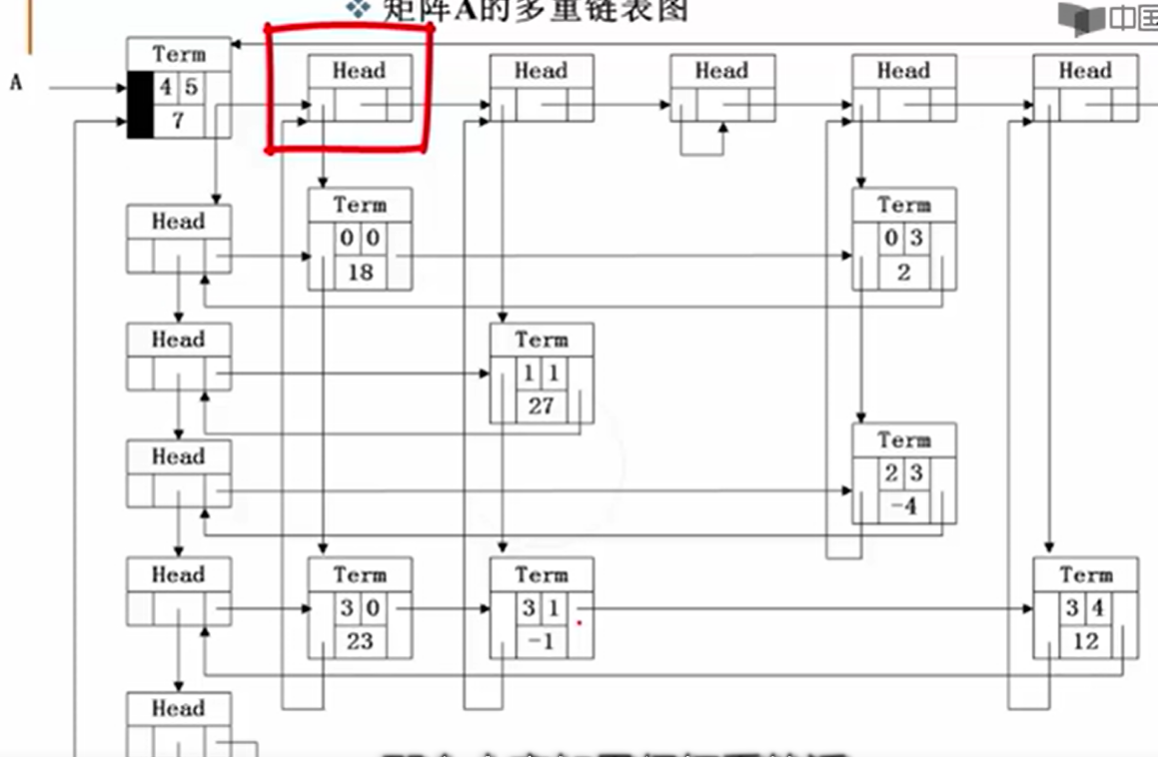 矩阵A的多重链表图
中国
A
Term
4 5
7
Head
Head
Head
Head
Head
Head
Term
0 0
18
Term
0 3
2
Head
Term
1 1
27
Head
Term
2 3
-4
Head
Term
3 0
23
Term
3 1
-1
Term
3 4
12
Head